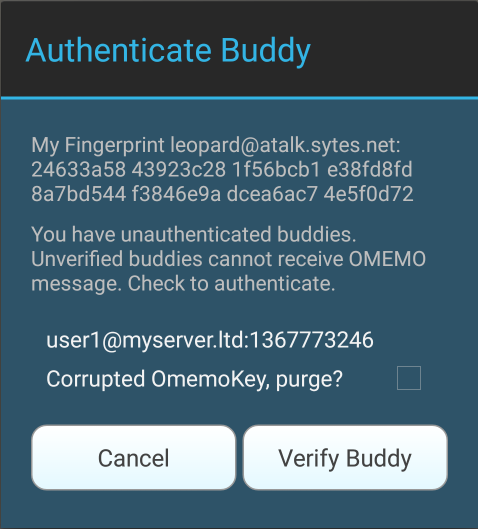 Authenticate Buddy
My Fingerprint leopard@atalk.sytes.net:
24633a58 43923c28 1f56bcb1 e38fd8fd
8a7bd544 f3846e9a dcea6ac7 4e5f0d72
You have unauthenticated buddies.
Unverified buddies cannot receive OMEMO
message. Check to authenticate.
user1@myserver.ltd:1367773246
Corrupted OmemoKey, purge?
Cancel
Verify Buddy